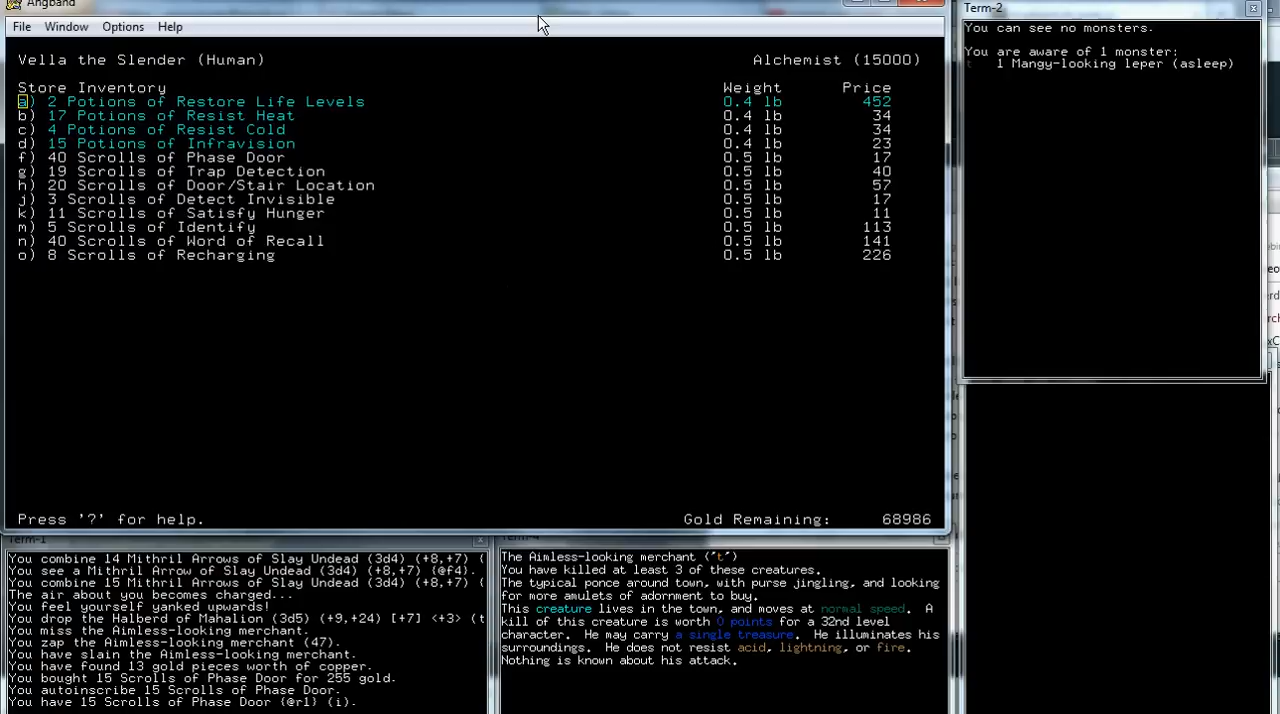 Angband
File Window Options Help
Vella the Slender (Human) Alchemist (15000)
Store Inventory Weight Price
a) 2 Potions of Restore Life Levels 0.4 lb 452
b) 17 Potions of Resist Heat 0.4 lb 34
c) 4 Potions of Resist Cold 0.4 lb 34
d) 15 Potions of Infravision 0.4 lb 23
f) 40 Scrolls of Phase Door 0.5 lb 17
g) 19 Scrolls of Trap Detection 0.5 lb 40
h) 20 Scrolls of Door/Stair Location 0.5 lb 57
j) 3 Scrolls of Detect Invisible 0.5 lb 17
k) 11 Scrolls of Satisfy Hunger 0.5 lb 11
m) 5 Scrolls of Identify 0.5 lb 113
n) 40 Scrolls of Word of Recall 0.5 lb 141
o) 8 Scrolls of Recharging 0.5 lb 226
Press '?' for help. Gold Remaining: 68986
Term-2
You can see no monsters.
You are aware of 1 monster:
t 1 Mangy-looking leper (asleep)
Term-1
You combine 14 Mithril Arrows of Slay Undead (3d4) (+8,+7) (
You see a Mithril Arrow of Slay Undead (+8,+7) (@f4).
You combine 15 Mithril Arrows of Slay Undead (3d4) (+8,+7) (
The air about you becomes charged...
You feel yourself yanked upwards!
You drop the Halberd of Mahalion (3d5) (+9,+24) [+7] <+3> (t
You miss the Aimless-looking merchant.
You zap the Aimless-looking merchant (47).
You have slain the Aimless-looking merchant.
You have found 13 gold pieces worth of copper.
You bought 15 Scrolls of Phase Door for 255 gold.
You autoinscribe 15 Scrolls of Phase Door.
You have 15 Scrolls of Phase Door {@r1} (i).
Term-4
The Aimless-looking merchant ('t')
You have killed at least 3 of these creatures.
The typical ponce around town, with purse jingling, and looking
for more amulets of adornment to buy.
This creature lives in the town, and moves at normal speed. A
kill of this creature is worth 0 points for a 32nd level
character. He may carry a single treasure. He illuminates his
surroundings. He does not resist acid, lightning, or fire.
Nothing is known about his attack.